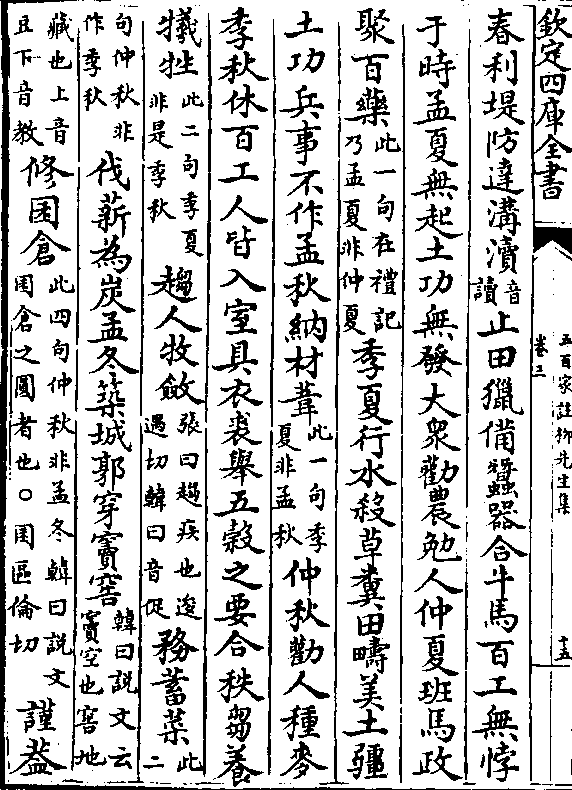 欽定四庫全書
五百家註柳先生集
卷三
十五
春利堤防達溝瀆音讀止田獵備蠶器合牛馬百工無悖
于時孟夏無起土功無發大衆勸農勉人仲夏班馬政
聚百藥此一句在禮記乃孟夏非仲夏季夏行水殺草糞田疇美土疆
土功兵事不作孟秋納材葦此一句季夏非孟秋仲秋勸人種麥
季秋休百工人皆入室具衣裘舉五穀之要合秩芻養
犧牲此二句季夏非是季秋趨人牧斂張曰趨疾也逡遇切韓曰音促務蓄菜此二
句仲秋非作季秋伐薪為炭孟冬築城郭穿竇窖韓曰説文云竇空也窖地
藏也上音豆下音教修囷倉此四句仲秋非孟冬韓曰説文囷倉之圓者也○囷區倫切謹葢